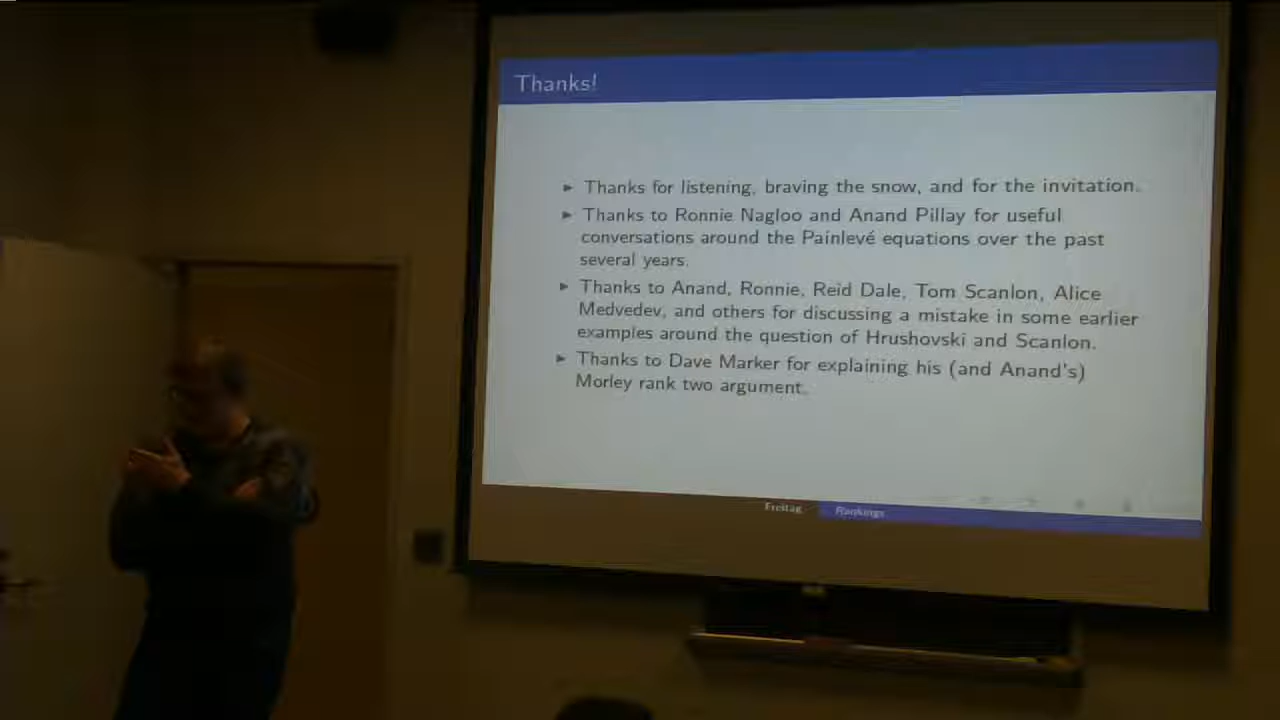 Thanks!
► Thanks for listening, braving the snow, and for the invitation.
► Thanks to Ronnie Nagloo and Anand Pillay for useful
conversations around the Painlevé equations over the past
several years.
► Thanks to Anand, Ronnie, Reid Dale, Tom Scanlon, Alice
Medvedev, and others for discussing a mistake in some earlier
examples around the question of Hrushovski and Scanlon.
► Thanks to Dave Marker for explaining his (and Anand's)
Morley rank two argument.
Freitag Rankings